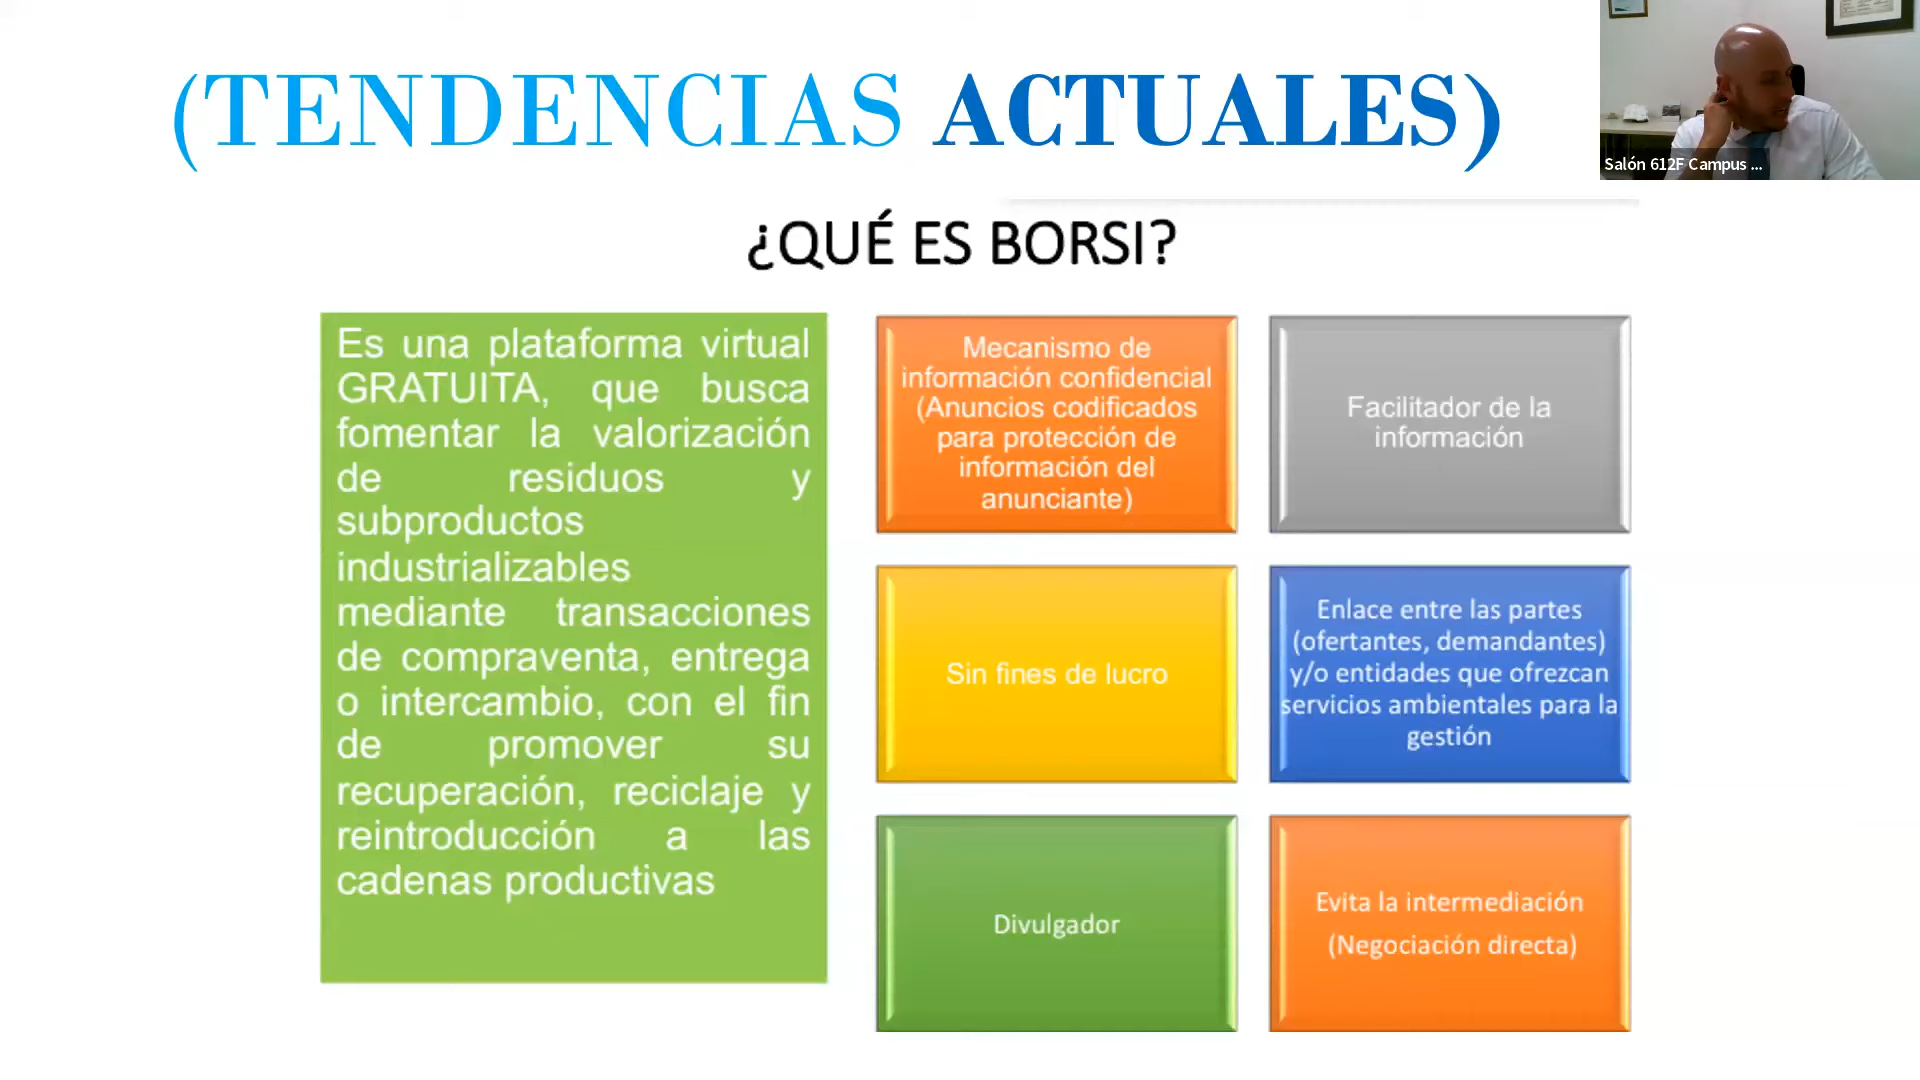 (TENDENCIAS ACTUALES)
Salón 612F Campus ...
¿QUÉ ES BORSI?
Es una plataforma virtual
GRATUITA, que busca
fomentar la valorización
de residuos y
subproductos
industrializables
mediante transacciones
de compraventa, entrega
o intercambio, con el fin
de promover su
recuperación, reciclaje y
reintroducción a las
cadenas productivas
Mecanismo de
información confidencial
(Anuncios codificados
para protección de
información del
anunciante)
Facilitador de la
información
Sin fines de lucro
Enlace entre las partes
(ofertantes, demandantes)
y/o entidades que ofrezcan
servicios ambientales para la
gestión
Divulgador
Evita la intermediación
(Negociación directa)